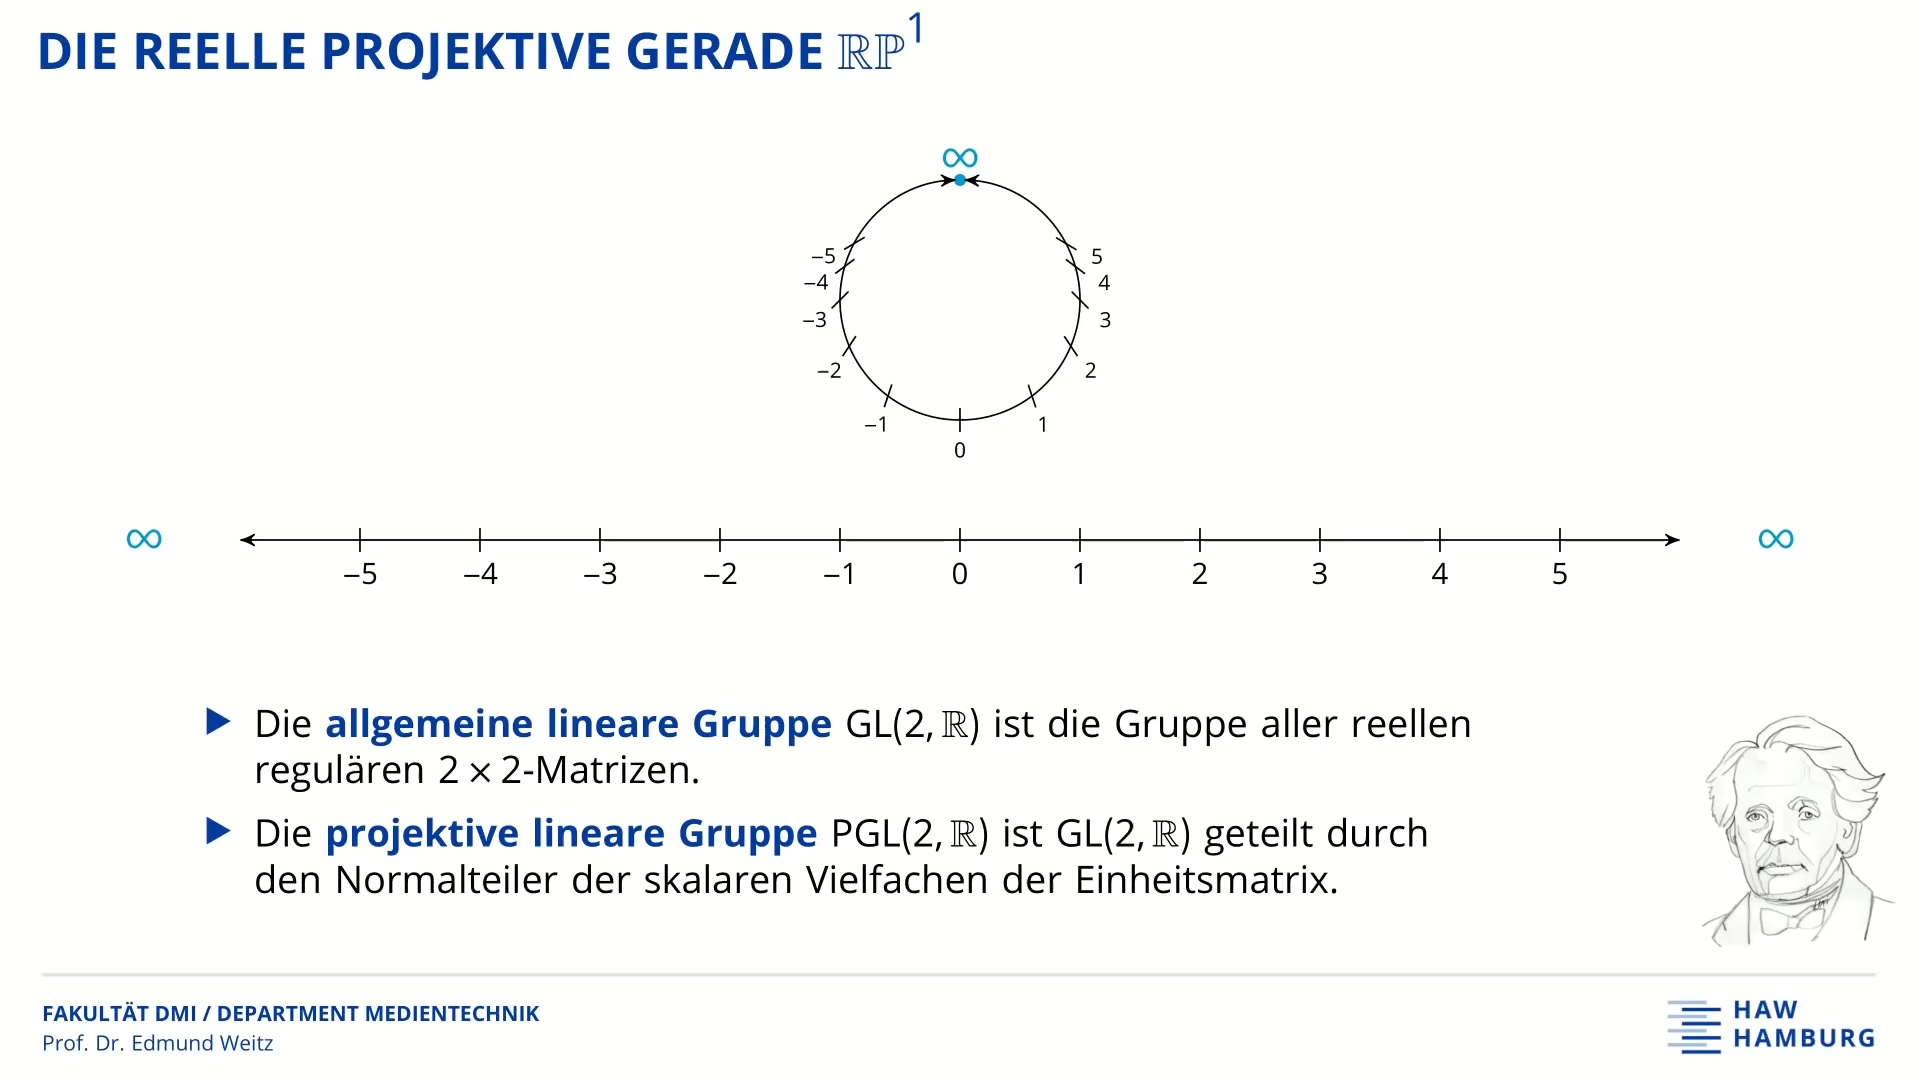 DIE REELLE PROJEKTIVE GERADE ℝℙ¹
∞
−5 5
−4 4
−3 3
−2 2
−1 1
0
∞ ∞
−5 −4 −3 −2 −1 0 1 2 3 4 5
▶ Die allgemeine lineare Gruppe GL(2, ℝ) ist die Gruppe aller reellen
regulären 2 × 2-Matrizen.
▶ Die projektive lineare Gruppe PGL(2, ℝ) ist GL(2, ℝ) geteilt durch
den Normalteiler der skalaren Vielfachen der Einheitsmatrix.
FAKULTÄT DMI / DEPARTMENT MEDIENTECHNIK
Prof. Dr. Edmund Weitz
HAW
HAMBURG